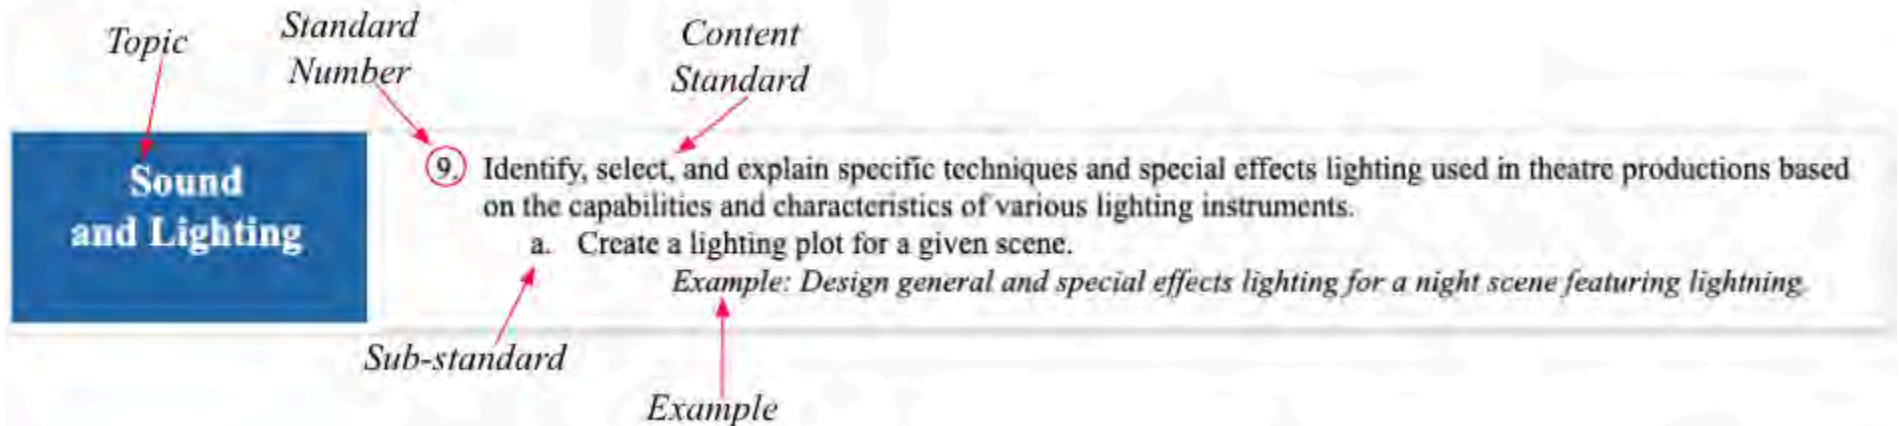 Topic
Standard
Number
Content
Standard
Sound
and Lighting
9. Identify, select, and explain specific techniques and special effects lighting used in theatre productions based
on the capabilities and characteristics of various lighting instruments.
a. Create a lighting plot for a given scene.
Example: Design general and special effects lighting for a night scene featuring lightning.
Sub-standard
Example